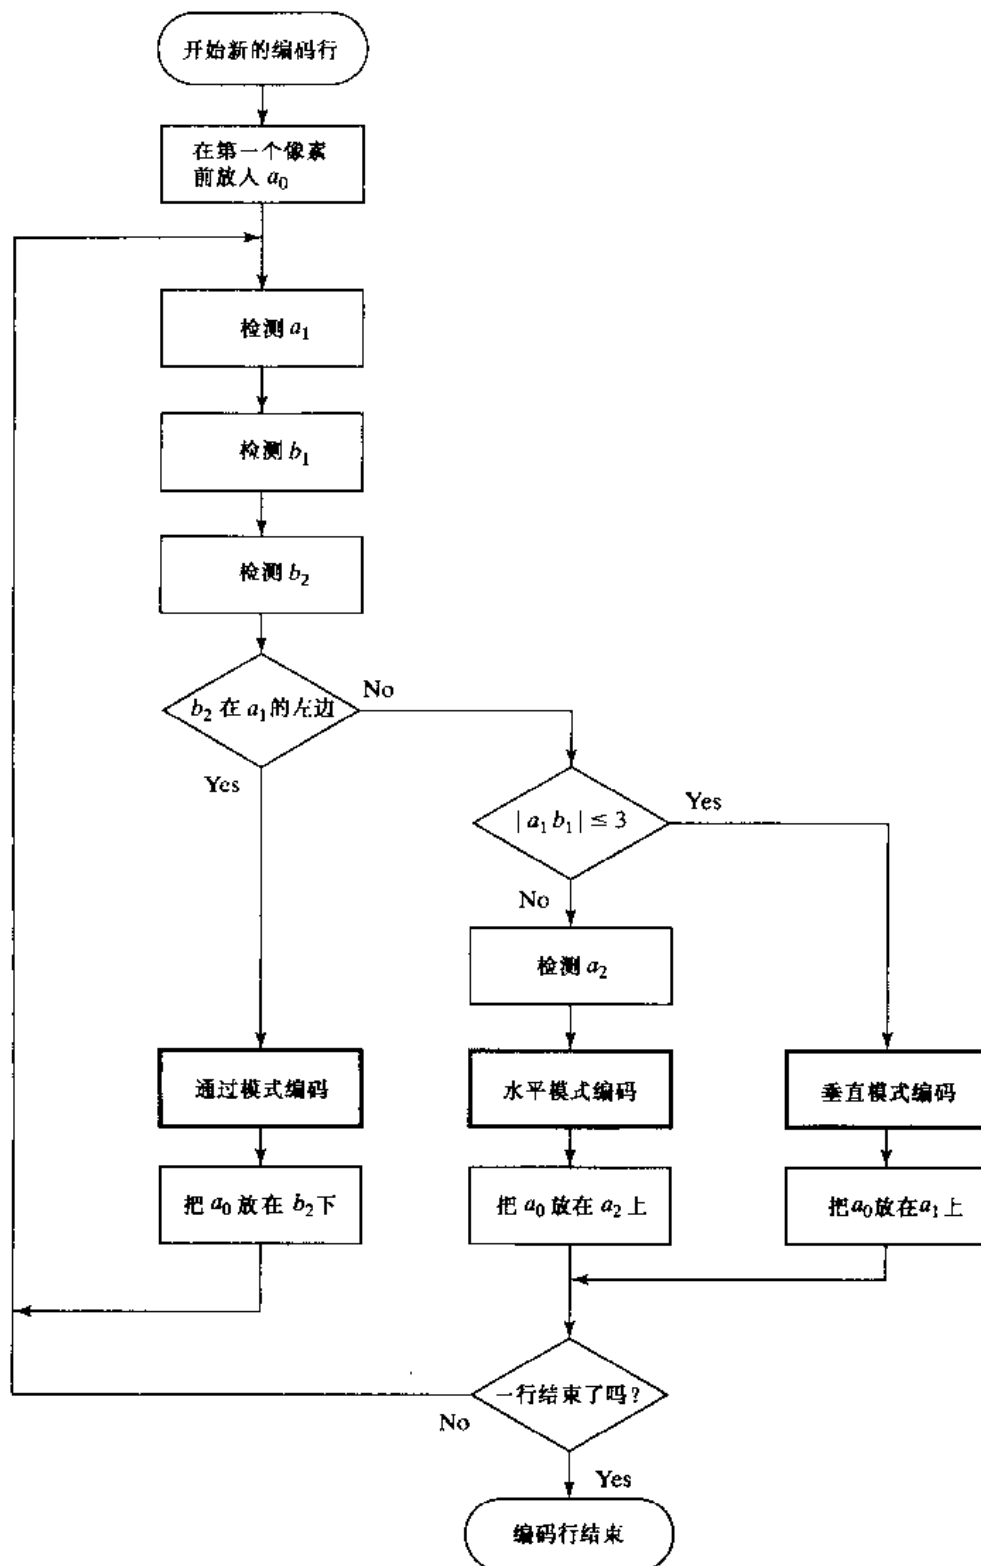 开始新的编码行
在第一个像素
前放人 a₀
检测 a₁
检测 b₁
检测 b₂
b₂ 在 a₁的左边
No
Yes
| a₁ b₁ | ≤ 3
Yes
No
检测 a₂
通过模式编码
水平模式编码
垂直模式编码
把 a₀ 放在 b₂下
把 a₀ 放在 a₂ 上
把a₀放在a₁上
一行结束了吗?
No
Yes
编码行结束